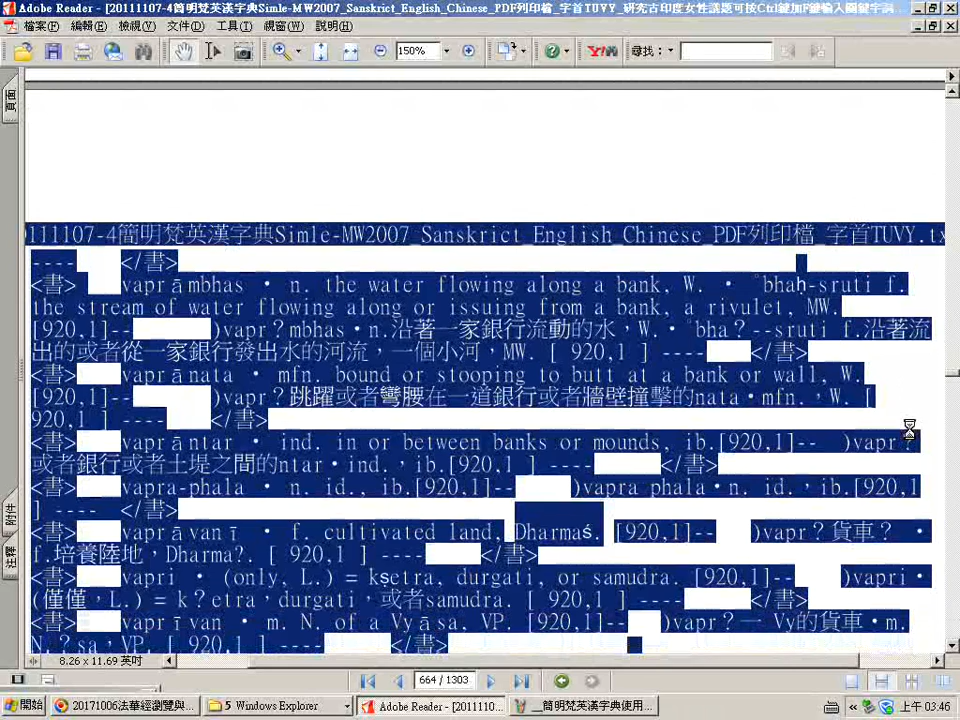 Adobe Reader - [20111107-4簡明梵英漢字典Simle-MW2007_Sanskrict_English_Chinese_PDF列印檔_字首TUVY_研究古印度女性議題可按Ctrl鍵加F鍵輸入關鍵字詞
檔案(F) 編輯(E) 檢視(V) 文件(D) 工具(T) 視窗(W) 說明(H)
150% Y! 尋找：
頁面
111107-4簡明梵英漢字典Simle-MW2007_Sanskrict_English_Chinese_PDF列印檔_字首TUVY.tx
---- </書>
<書> vaprāmbhas • n. the water flowing along a bank, W. • °bhaḥ-sruti f.
the stream of water flowing along or issuing from a bank, a rivulet, MW.
[920,1]-- )vapr？mbhas•n.沿著一家銀行流動的水，W.•°bha？--sruti f.沿著流
出的或者從一家銀行發出水的河流，一個小河，MW. [ 920,1 ] ---- </書>
<書> vaprānata • mfn. bound or stooping to butt at a bank or wall, W.
[920,1]-- )vapr？跳躍或者彎腰在一道銀行或者牆壁撞擊的nata•mfn.，W. [
920,1 ] ---- </書>
<書> vaprāntar • ind. in or between banks or mounds, ib.[920,1]-- )vapr？
或者銀行或者土堤之間的ntar•ind.，ib.[920,1 ] ---- </書>
<書> vapra-phala • n. id., ib.[920,1]-- )vapra phala•n. id.，ib.[920,1
] ---- </書>
<書> vaprāvanī • f. cultivated land, Dharmaś. [920,1]-- )vapr？貨車？ •
f.培養陸地，Dharma?. [ 920,1 ] ---- </書>
<書> vapri • (only, L.) = kṣetra, durgati, or samudra. [920,1]-- )vapri•
(僅僅，L.) = k？etra，durgati，或者samudra. [ 920,1 ] ---- </書>
<書> vaprīvan • m. N. of a Vyāsa, VP. [920,1]-- )vapr？一 Vy的貨車•m.
N.？sa，VP. [ 920,1 ] ---- </書>
附件
注釋
8.26 x 11.69 英吋
664 / 1303
開始 20171006法華經瀏覽與... 5 Windows Explorer Adobe Reader - [2011110... __簡明梵英漢字典使用... 上午 03:46